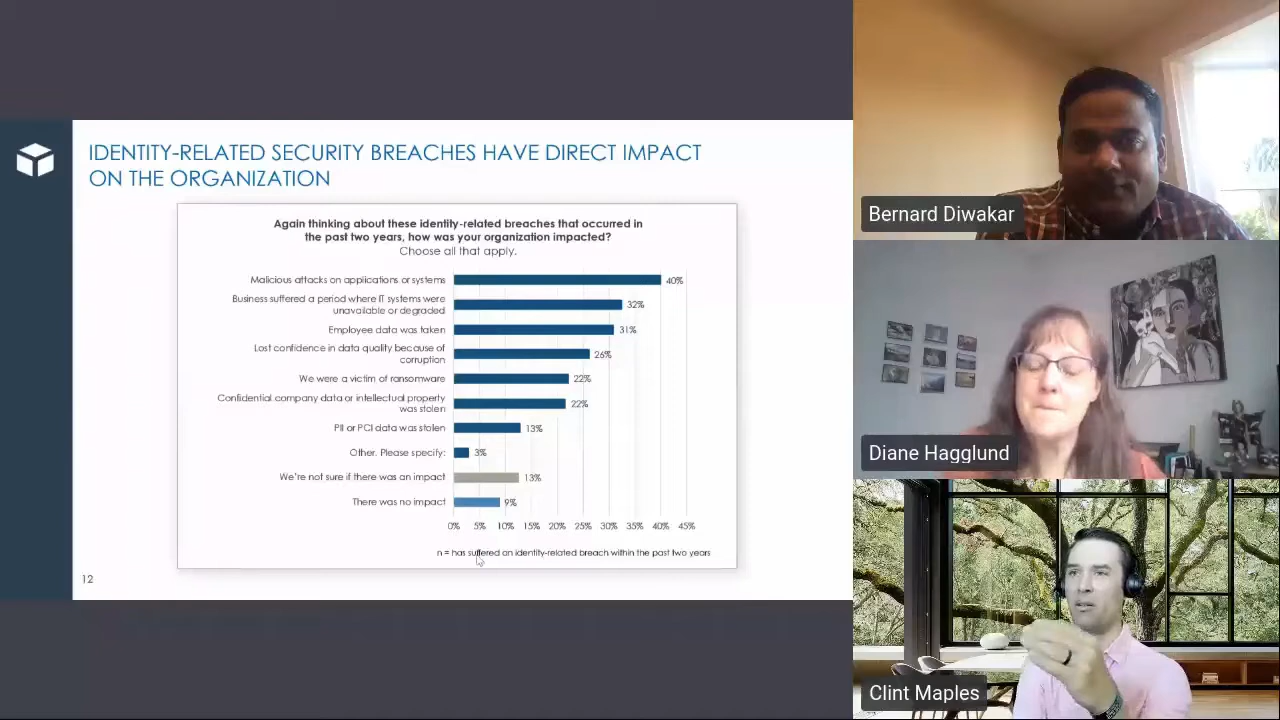 IDENTITY-RELATED SECURITY BREACHES HAVE DIRECT IMPACT
ON THE ORGANIZATION
Again thinking about these identity-related breaches that occurred in
the past two years, how was your organization impacted?
Choose all that apply.
Malicious attacks on applications or systems
40%
Business suffered a period where IT systems were
unavailable or degraded
32%
Employee data was taken
31%
Lost confidence in data quality because of
corruption
26%
We were a victim of ransomware
22%
Confidential company data or intellectual property
was stolen
22%
PII or PCI data was stolen
13%
Other. Please specify:
3%
We're not sure if there was an impact
13%
There was no impact
9%
0% 5% 10% 15% 20% 25% 30% 35% 40% 45%
n = has suffered an identity-related breach within the past two years
12
Bernard Diwakar
Diane Hagglund
Clint Maples